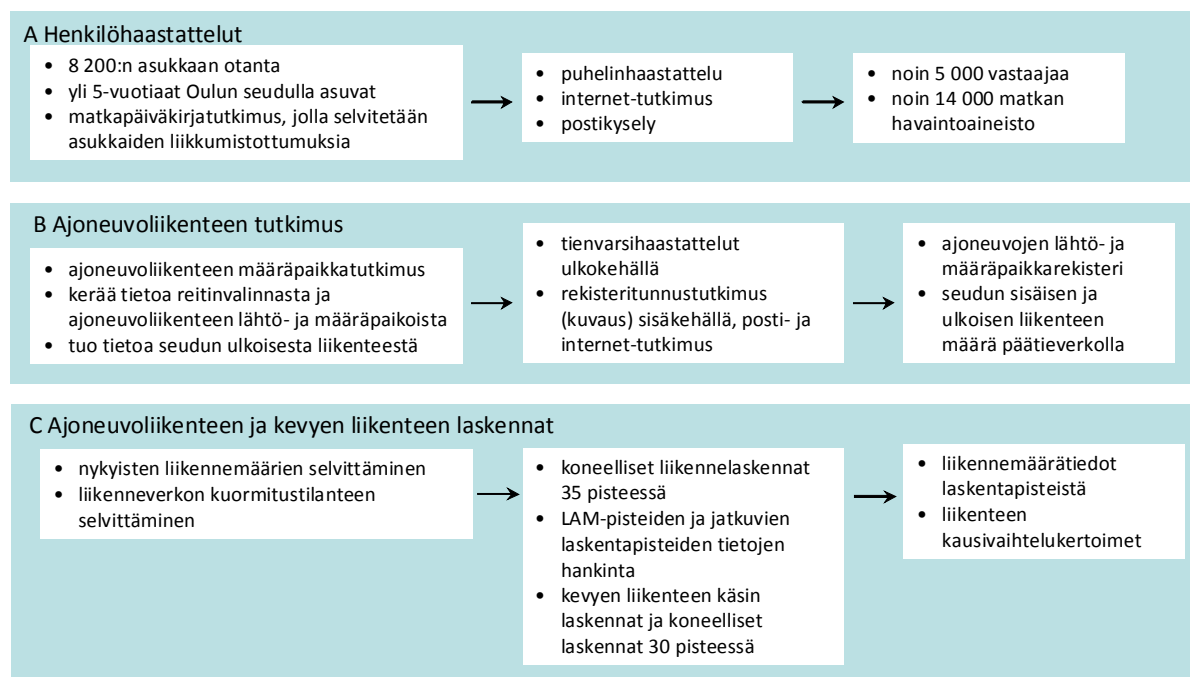 A Henkilöhaastattelut
• 8 200:n asukkaan otanta
• yli 5-vuotiaat Oulun seudulla asuvat
• matkapäiväkirjatutkimus, jolla selvitetään
asukkaiden liikkumistottumuksia
• puhelinhaastattelu
• internet-tutkimus
• postikysely
• noin 5 000 vastaajaa
• noin 14 000 matkan
havaintoaineisto
B Ajoneuvoliikenteen tutkimus
• ajoneuvoliikenteen määräpaikkatutkimus
• kerää tietoa reitinvalinnasta ja
ajoneuvoliikenteen lähtö- ja määräpaikoista
• tuo tietoa seudun ulkoisesta liikenteestä
• tienvarsihaastattelut
ulkokehällä
• rekisteritunnustutkimus
(kuvaus) sisäkehällä, posti- ja
internet-tutkimus
• ajoneuvojen lähtö- ja
määräpaikkarekisteri
• seudun sisäisen ja
ulkoisen liikenteen
määrä päätieverkolla
C Ajoneuvoliikenteen ja kevyen liikenteen laskennat
• nykyisten liikennemäärien selvittäminen
• liikenneverkon kuormitustilanteen
selvittäminen
• koneelliset liikennelaskennat
35 pisteessä
• LAM-pisteiden ja jatkuvien
laskentapisteiden tietojen
hankinta
• kevyen liikenteen käsin
laskennat ja koneelliset
laskennat 30 pisteessä
• liikennemäärätiedot
laskentapisteistä
• liikenteen
kausivaihtelukertoimet